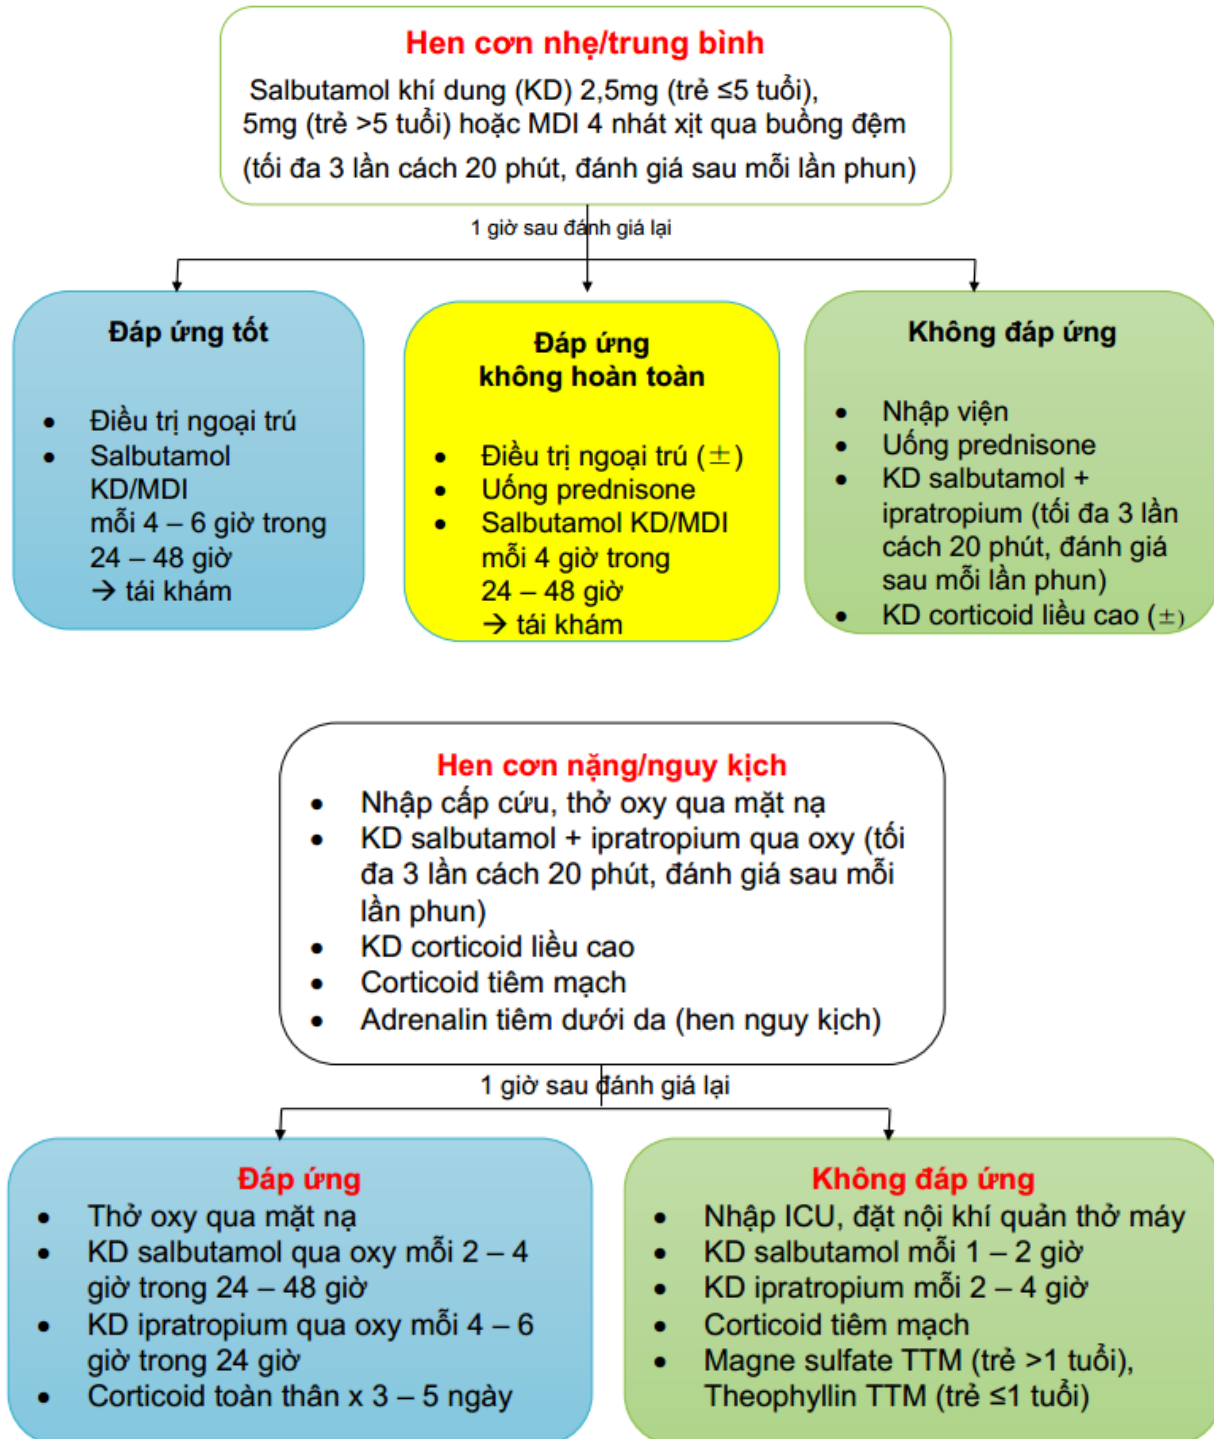 Hen cơn nhẹ/trung bình
Salbutamol khí dung (KD) 2,5mg (trẻ ≤5 tuổi),
5mg (trẻ >5 tuổi) hoặc MDI 4 nhát xịt qua buồng đệm
(tối đa 3 lần cách 20 phút, đánh giá sau mỗi lần phun)
1 giờ sau đánh giá lại
Đáp ứng tốt
• Điều trị ngoại trú
• Salbutamol
KD/MDI
mỗi 4 – 6 giờ trong
24 – 48 giờ
→ tái khám
Đáp ứng
không hoàn toàn
• Điều trị ngoại trú (±)
• Uống prednisone
• Salbutamol KD/MDI
mỗi 4 giờ trong
24 – 48 giờ
→ tái khám
Không đáp ứng
• Nhập viện
• Uống prednisone
• KD salbutamol +
ipratropium (tối đa 3 lần
cách 20 phút, đánh giá
sau mỗi lần phun)
• KD corticoid liều cao (±)
Hen cơn nặng/nguy kịch
• Nhập cấp cứu, thở oxy qua mặt nạ
• KD salbutamol + ipratropium qua oxy (tối
đa 3 lần cách 20 phút, đánh giá sau mỗi
lần phun)
• KD corticoid liều cao
• Corticoid tiêm mạch
• Adrenalin tiêm dưới da (hen nguy kịch)
1 giờ sau đánh giá lại
Đáp ứng
• Thở oxy qua mặt nạ
• KD salbutamol qua oxy mỗi 2 – 4
giờ trong 24 – 48 giờ
• KD ipratropium qua oxy mỗi 4 – 6
giờ trong 24 giờ
• Corticoid toàn thân x 3 – 5 ngày
Không đáp ứng
• Nhập ICU, đặt nội khí quản thở máy
• KD salbutamol mỗi 1 – 2 giờ
• KD ipratropium mỗi 2 – 4 giờ
• Corticoid tiêm mạch
• Magne sulfate TTM (trẻ >1 tuổi),
Theophyllin TTM (trẻ ≤1 tuổi)